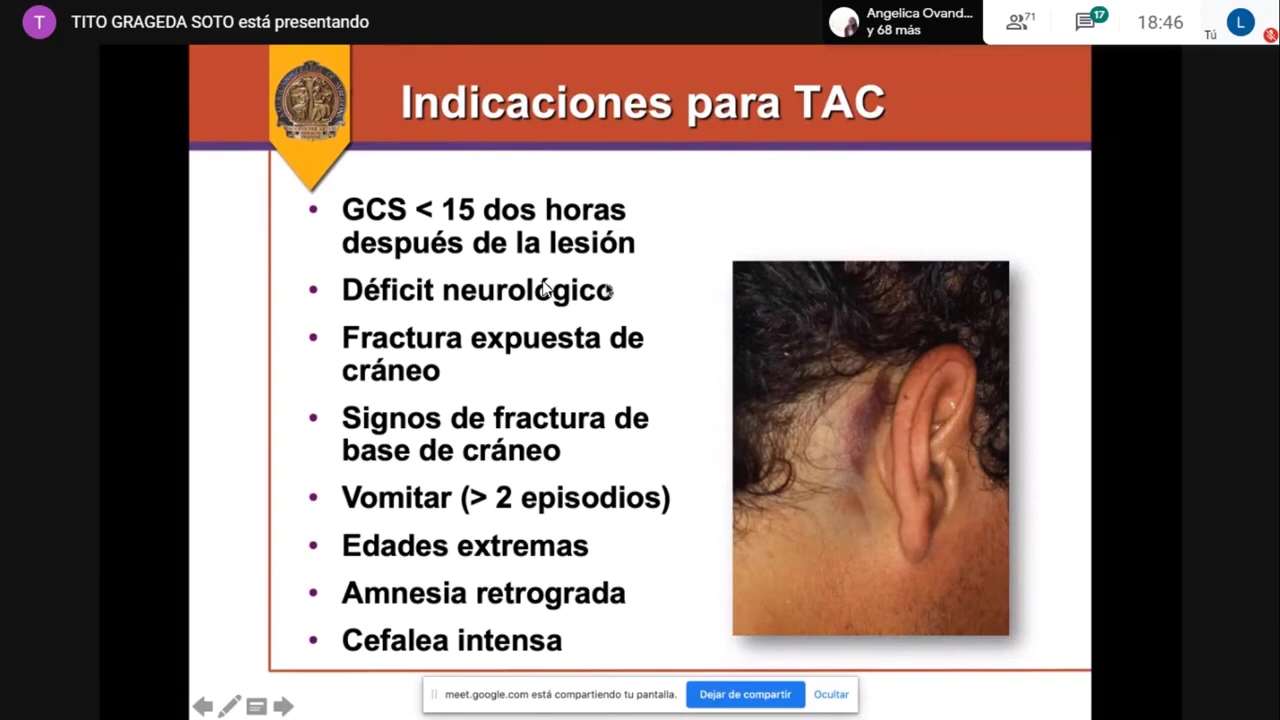 T TITO GRAGEDA SOTO está presentando
Angelica Ovand...
y 68 más
71
17
18:46
Tú
L
Indicaciones para TAC
• GCS < 15 dos horas
después de la lesión
• Déficit neurológico
• Fractura expuesta de
cráneo
• Signos de fractura de
base de cráneo
• Vomitar (> 2 episodios)
• Edades extremas
• Amnesia retrograda
• Cefalea intensa
meet.google.com está compartiendo tu pantalla.
Dejar de compartir
Ocultar